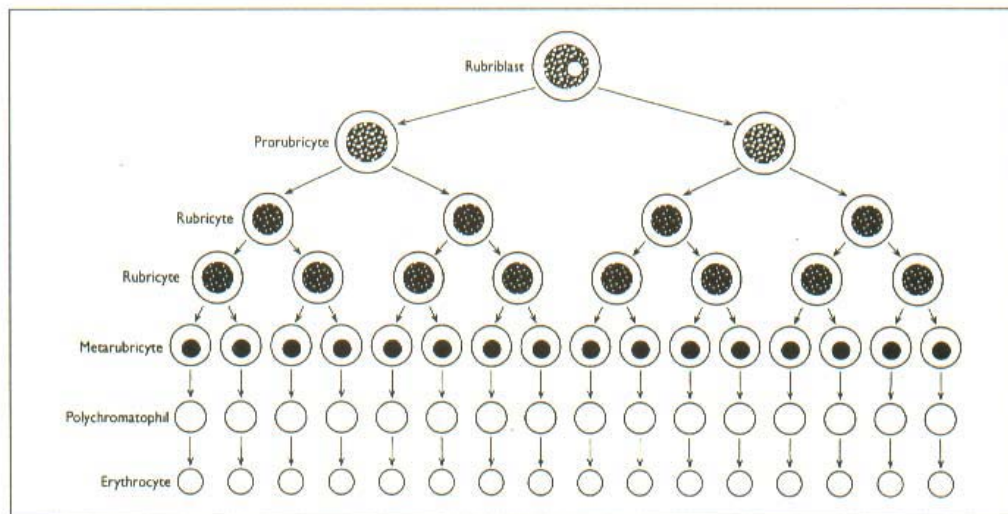 Rubriblast
Prorubricyte
Rubricyte
Rubricyte
Metarubricyte
Polychromatophil
Erythrocyte